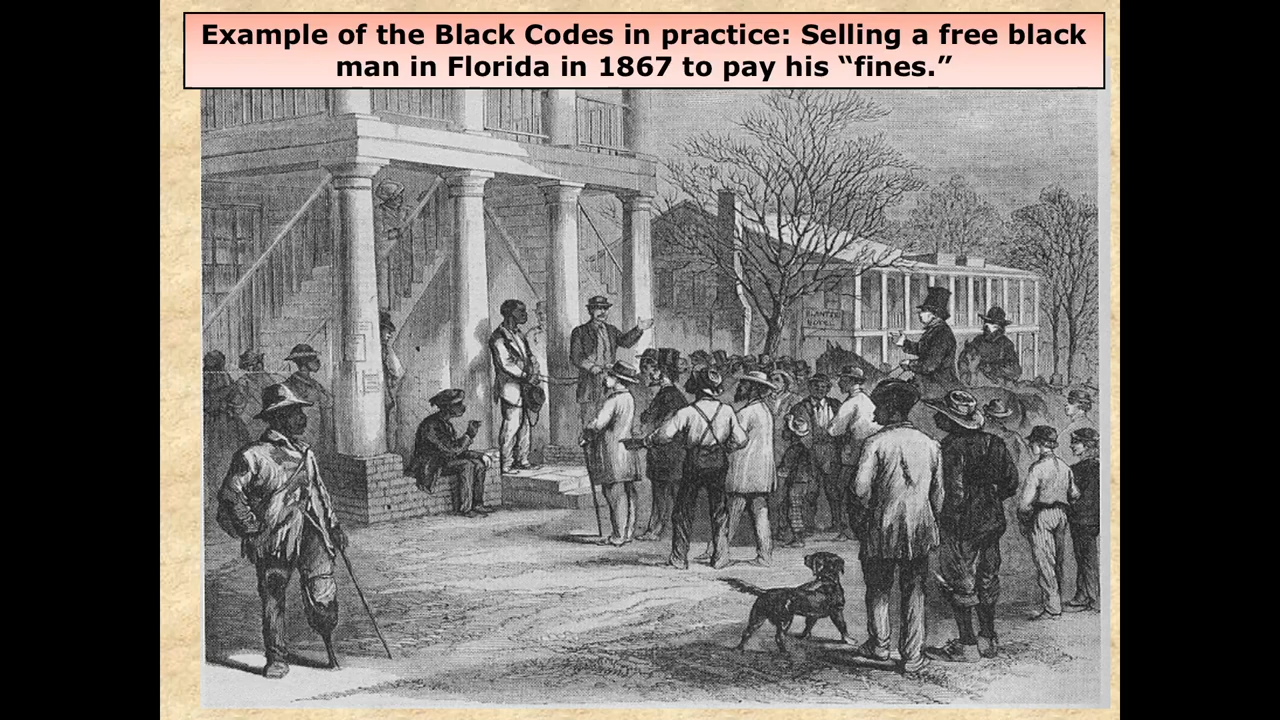 Example of the Black Codes in practice: Selling a free black
man in Florida in 1867 to pay his “fines.”